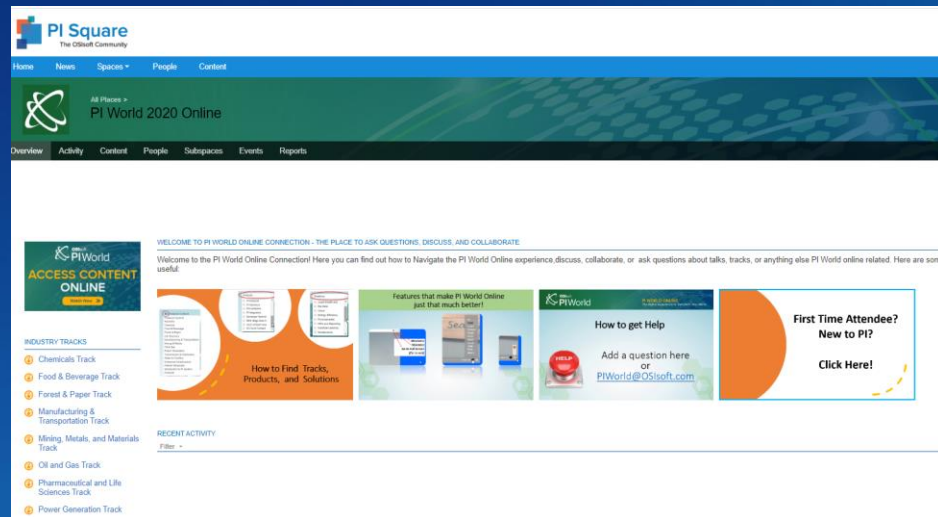 PI Square
The OSIsoft Community
Home News Spaces People Content
All Places >
PI World 2020 Online
Overview Activity Content People Subspaces Events Reports
PIWorld
ACCESS CONTENT
ONLINE
WELCOME TO PI WORLD ONLINE CONNECTION - THE PLACE TO ASK QUESTIONS, DISCUSS, AND COLLABORATE
Welcome to the PI World Online Connection! Here you can find out how to Navigate the PI World Online experience,discuss, collaborate, or ask questions about talks, tracks, or anything else PI World online related. Here are som
useful:
How to Find Tracks,
Products, and Solutions
Features that make PI World Online
just that much better!
Sea
PIWorld
How to get Help
HELP
Add a question here
or
PIWorld@OSIsoft.com
First Time Attendee?
New to PI?
Click Here!
INDUSTRY TRACKS
Chemicals Track
Food & Beverage Track
Forest & Paper Track
Manufacturing &
Transportation Track
Mining, Metals, and Materials
Track
Oil and Gas Track
Pharmaceutical and Life
Sciences Track
Power Generation Track
RECENT ACTIVITY
Filter